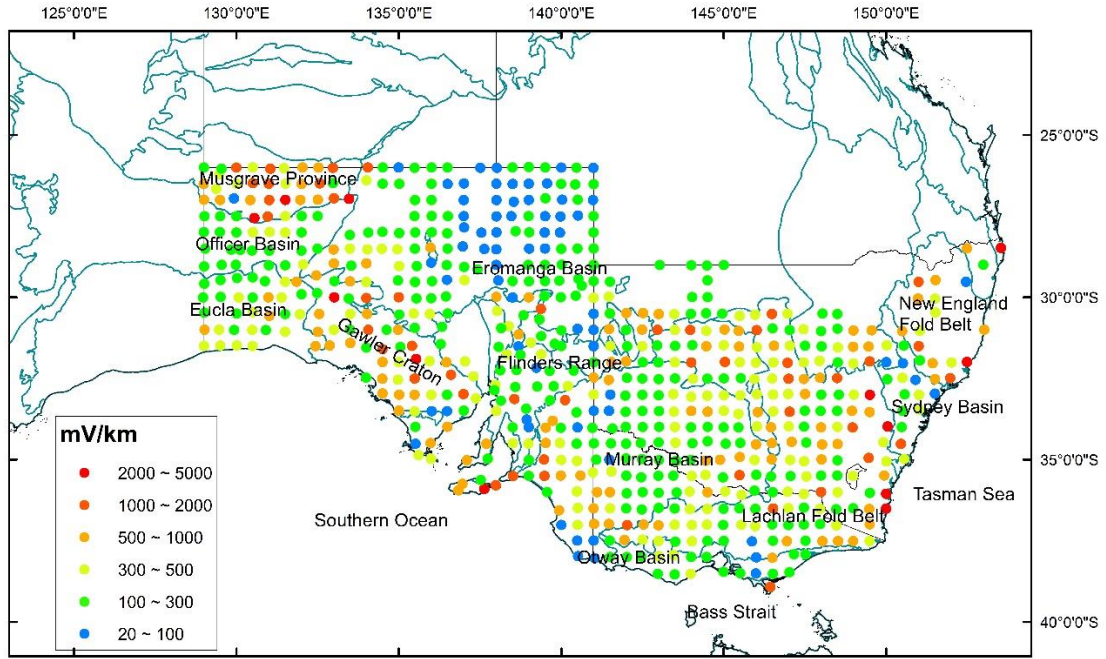 125°0'0"E 130°0'0"E 135°0'0"E 140°0'0"E 145°0'0"E 150°0'0"E
25°0'0"S
Musgrave Province
Officer Basin
Eromanga Basin
30°0'0"S
Eucla Basin
New England
Fold Belt
Gawler Craton
Flinders Range
Sydney Basin
mV/km
2000 ~ 5000
1000 ~ 2000
500 ~ 1000
300 ~ 500
100 ~ 300
20 ~ 100
Murray Basin
35°0'0"S
Tasman Sea
Southern Ocean
Lachlan Fold Belt
Otway Basin
Bass Strait
40°0'0"S